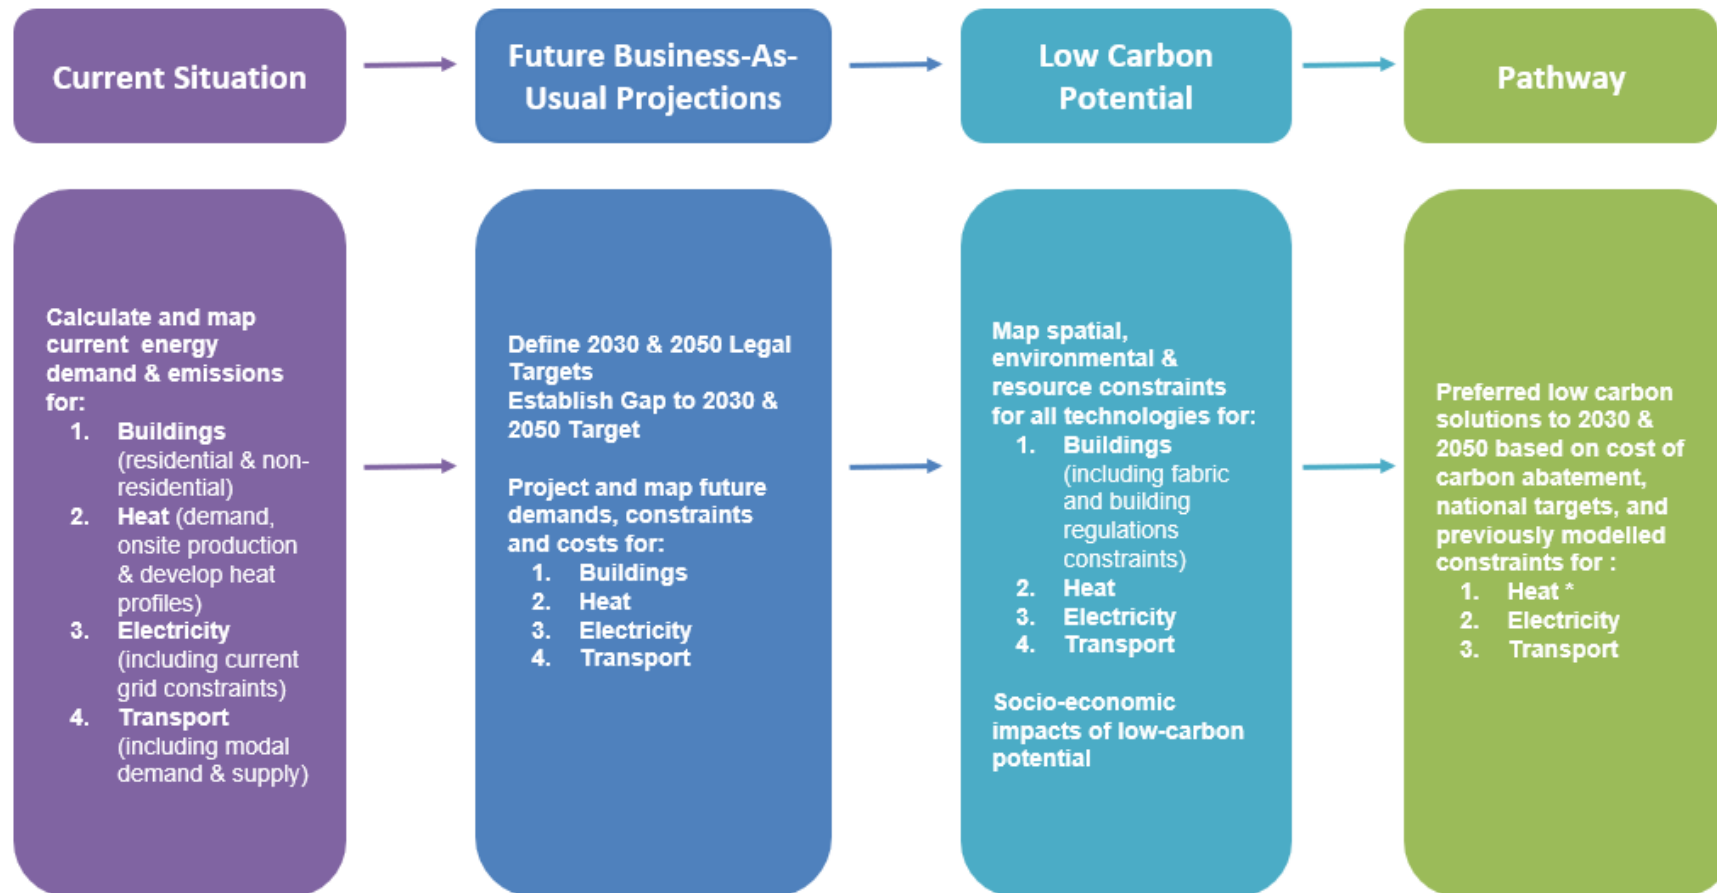 Current Situation
Future Business-As-
Usual Projections
Low Carbon
Potential
Pathway
Calculate and map
current energy
demand & emissions
for:
1. Buildings
(residential & non-
residential)
2. Heat (demand,
onsite production
& develop heat
profiles)
3. Electricity
(including current
grid constraints)
4. Transport
(including modal
demand & supply)
Define 2030 & 2050 Legal
Targets
Establish Gap to 2030 &
2050 Target
Project and map future
demands, constraints
and costs for:
1. Buildings
2. Heat
3. Electricity
4. Transport
Map spatial,
environmental &
resource constraints
for all technologies for:
1. Buildings
(including fabric
and building
regulations
constraints)
2. Heat
3. Electricity
4. Transport
Socio-economic
impacts of low-carbon
potential
Preferred low carbon
solutions to 2030 &
2050 based on cost of
carbon abatement,
national targets, and
previously modelled
constraints for :
1. Heat *
2. Electricity
3. Transport